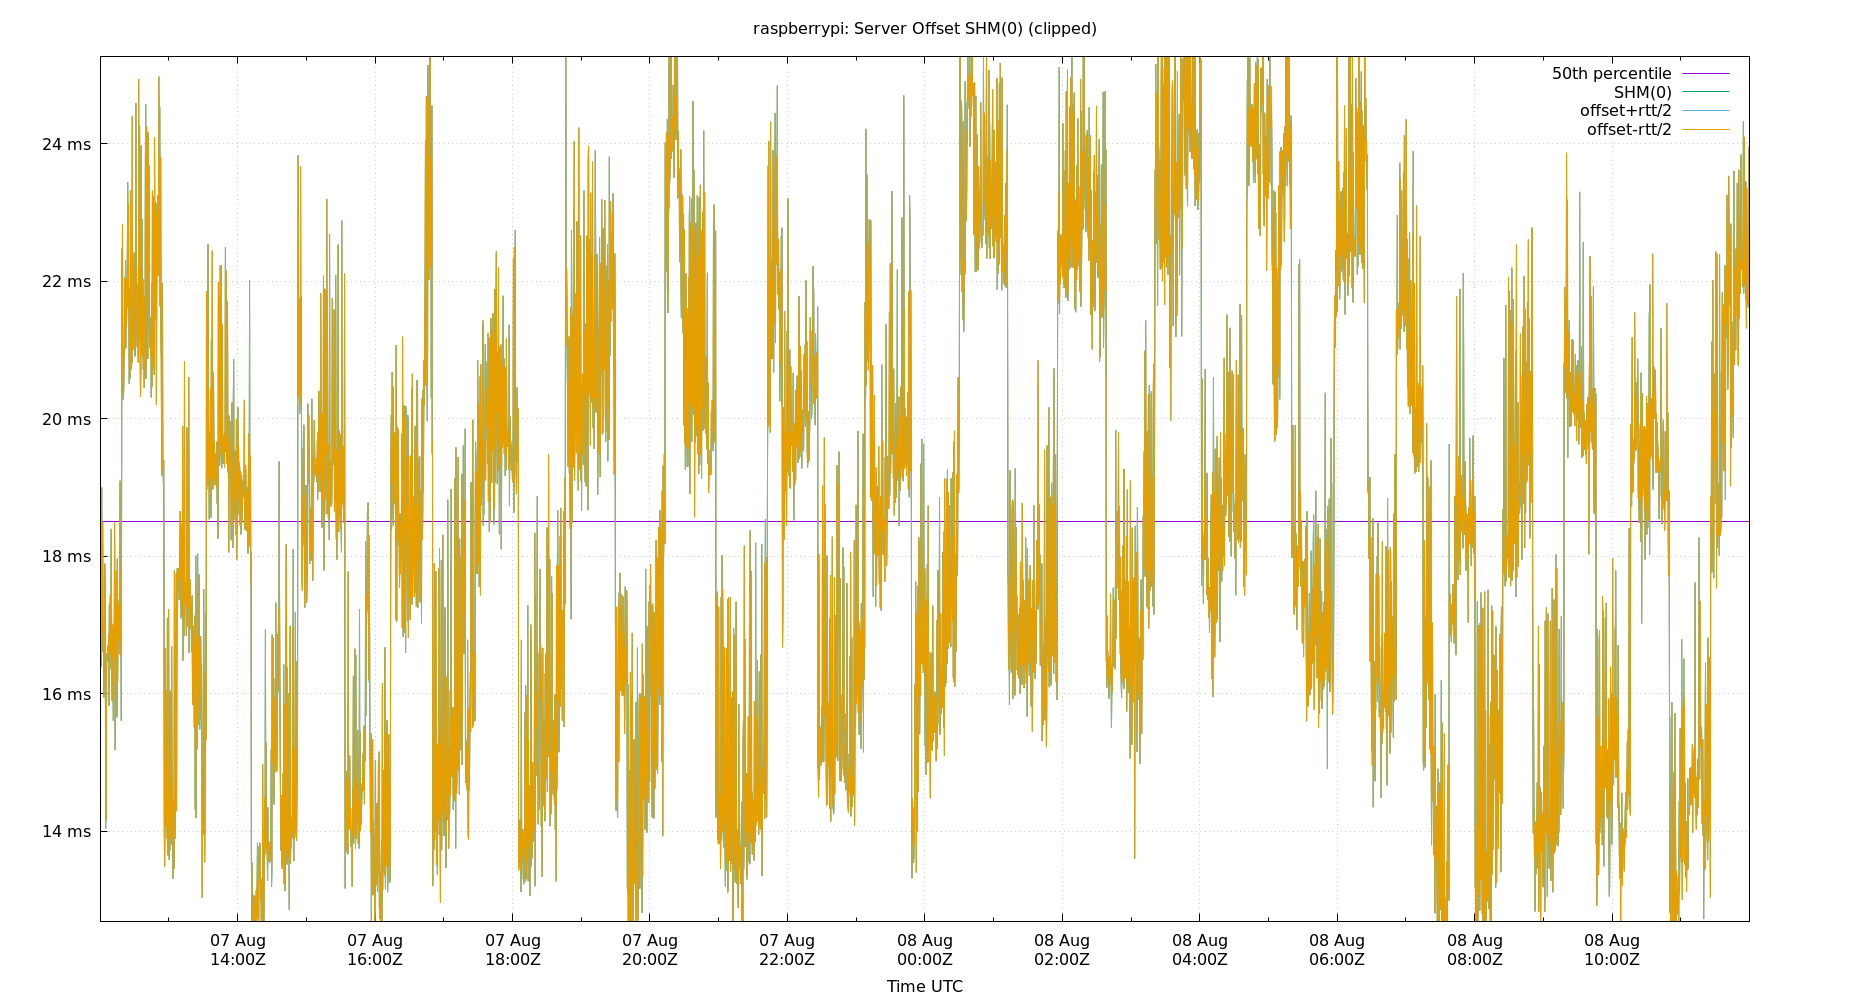 raspberrypi: Server Offset SHM(0) (clipped)
50th percentile
SHM(0)
offset+rtt/2
offset-rtt/2
24 ms
22 ms
20 ms
18 ms
16 ms
14 ms
07 Aug 07 Aug 07 Aug 07 Aug 07 Aug 08 Aug 08 Aug 08 Aug 08 Aug 08 Aug 08 Aug
14:00Z 16:00Z 18:00Z 20:00Z 22:00Z 00:00Z 02:00Z 04:00Z 06:00Z 08:00Z 10:00Z
Time UTC